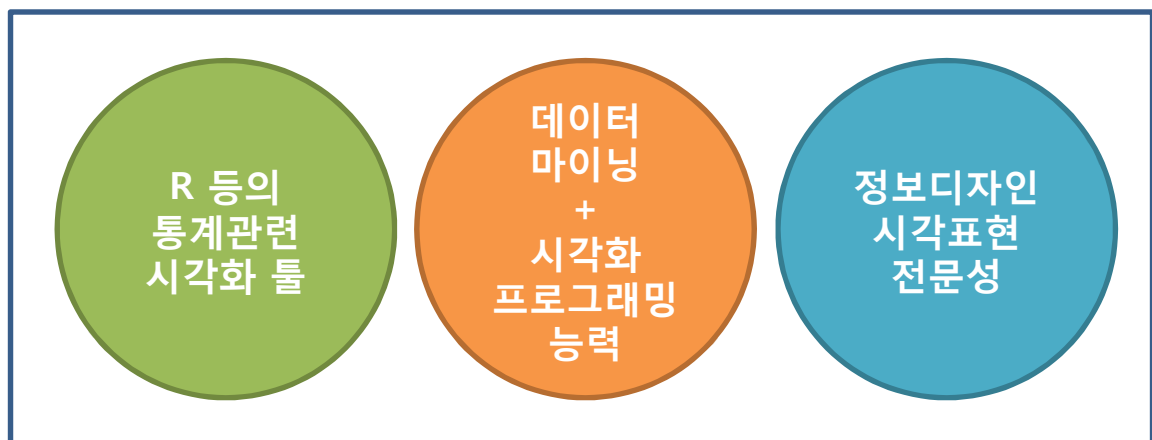 R 등의
통계관련
시각화 툴
데이터
마이닝
+
시각화
프로그래밍
능력
정보디자인
시각표현
전문성